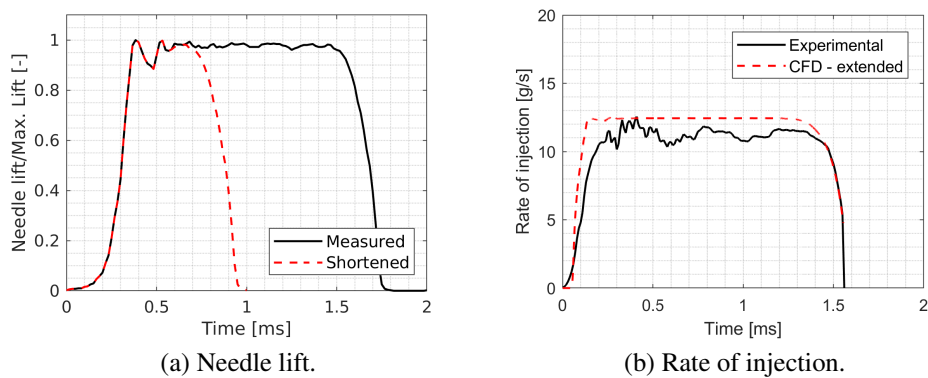 1
0.8
0.6
0.4
0.2
0
Needle lift/Max. Lift [-]
Measured
Shortened
0 0.5 1 1.5 2
Time [ms]
(a) Needle lift.
20
15
10
5
0
Rate of injection [g/s]
Experimental
CFD - extended
0 0.5 1 1.5 2
Time [ms]
(b) Rate of injection.